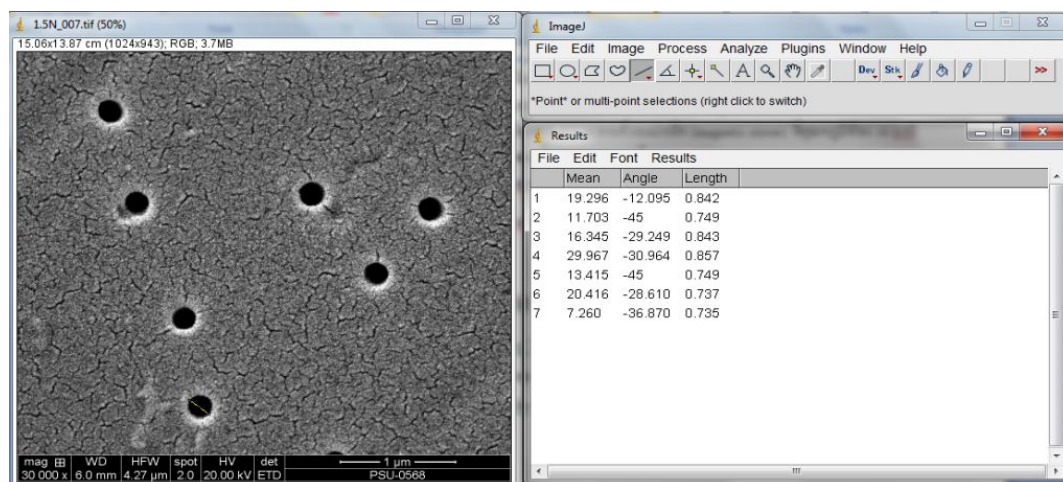 1.5N_007.tif (50%)
15.06x13.87 cm (1024x943); RGB; 3.7MB
mag WD HFW spot HV det
30 000 x 6.0 mm 4.27 µm 2.0 20.00 kV ETD
1 µm
PSU-0568
ImageJ
File Edit Image Process Analyze Plugins Window Help
A Dev Stk >>
*Point* or multi-point selections (right click to switch)
Results
File Edit Font Results
Mean Angle Length
1 19.296 -12.095 0.842
2 11.703 -45 0.749
3 16.345 -29.249 0.843
4 29.967 -30.964 0.857
5 13.415 -45 0.749
6 20.416 -28.610 0.737
7 7.260 -36.870 0.735